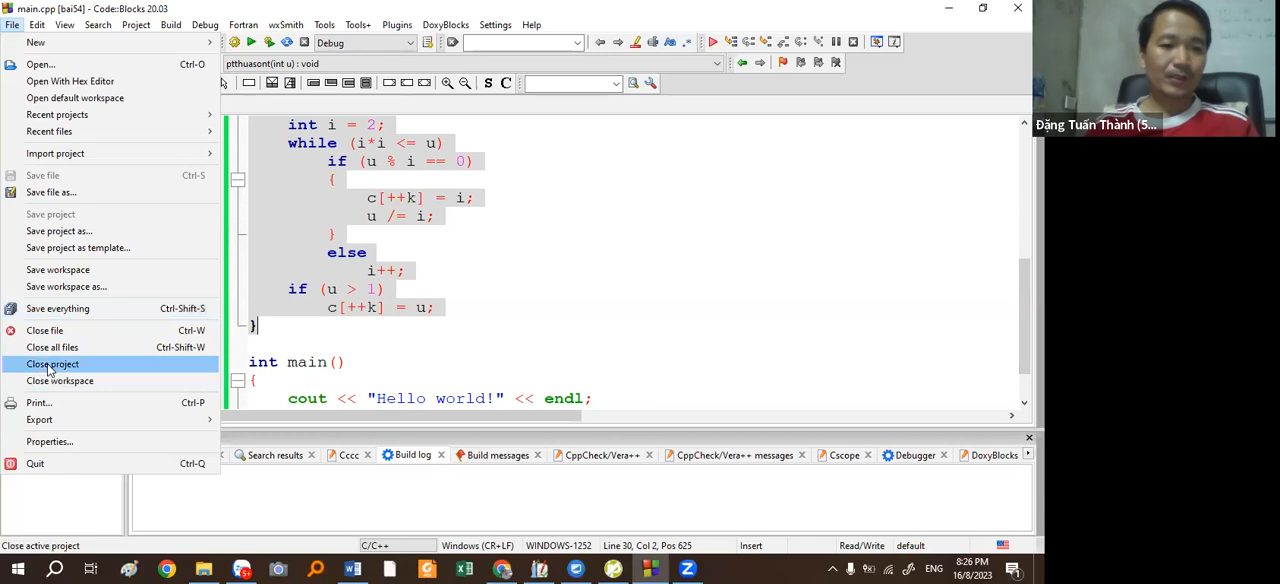 main.cpp [bai54] - Code::Blocks 20.03
File Edit View Search Project Build Debug Fortran wxSmith Tools Tools+ Plugins DoxyBlocks Settings Help
Debug
ptthuasont(int u) : void
S C
New
Open... Ctrl-O
Open With Hex Editor
Open default workspace
Recent projects
Recent files
Import project
Save file Ctrl-S
Save file as...
Save project
Save project as...
Save project as template...
Save workspace
Save workspace as...
Save everything Ctrl-Shift-S
Close file Ctrl-W
Close all files Ctrl-Shift-W
Close project
Close workspace
Print... Ctrl-P
Export
Properties...
Quit Ctrl-Q
int i = 2;
while (i*i <= u)
if (u % i == 0)
{
c[++k] = i;
u /= i;
}
else
i++;
if (u > 1)
c[++k] = u;
}
int main()
{
cout << "Hello world!" << endl;
Đặng Tuấn Thành (5...
Search results Cccc Build log Build messages CppCheck/Vera++ CppCheck/Vera++ messages Cscope Debugger DoxyBlocks
Close active project C/C++ Windows (CR+LF) WINDOWS-1252 Line 30, Col 2, Pos 625 Insert Read/Write default
ENG
8:26 PM
16/8/2023